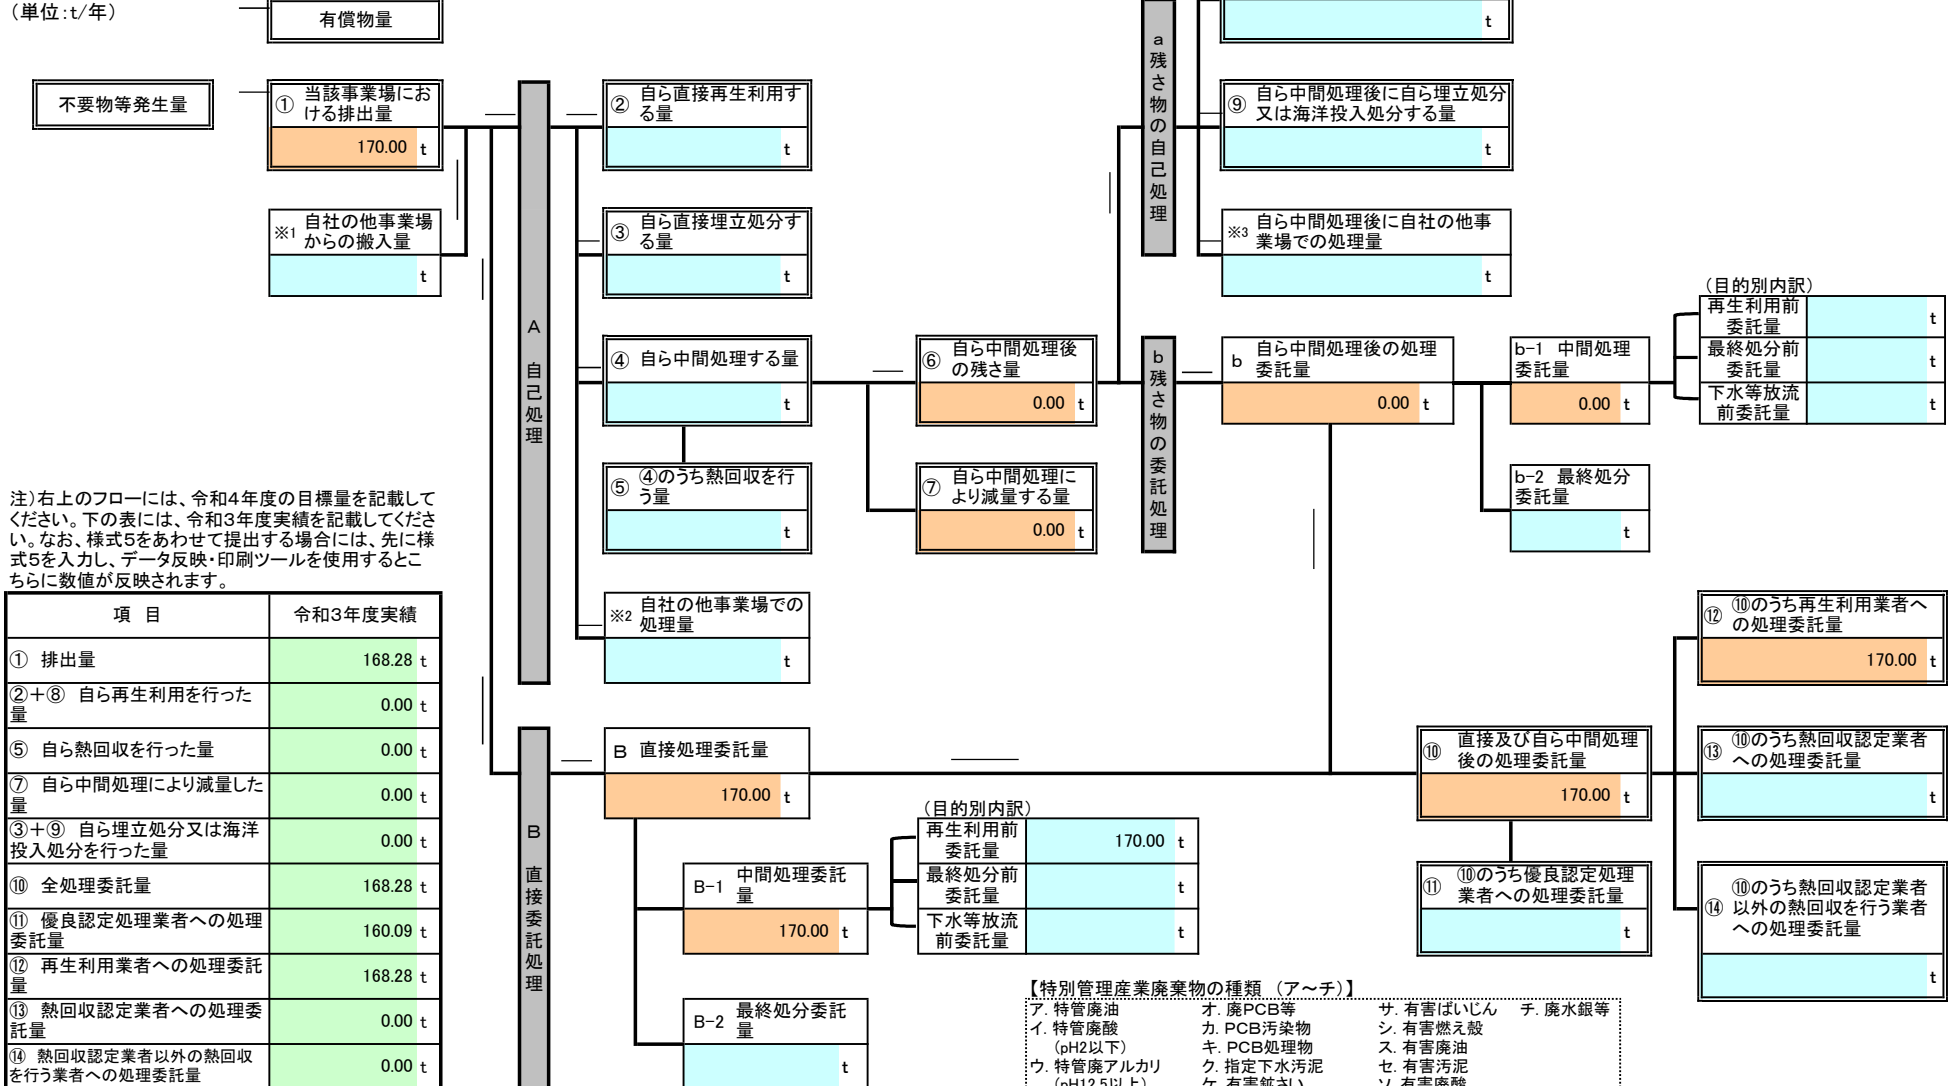 （単位：t/年）
有償物量
不要物等発生量
① 当該事業場にお
ける排出量
170.00 t
※1 自社の他事業場
からの搬入量
t
A 自己処理
② 自ら直接再生利用す
る量
t
③ 自ら直接埋立処分す
る量
t
④ 自ら中間処理する量
t
⑤ ④のうち熱回収を行
う量
t
※2 自社の他事業場での
処理量
t
⑥ 自ら中間処理後
の残さ量
0.00 t
⑦ 自ら中間処理に
より減量する量
0.00 t
a 残さ物の自己処理
t
⑨ 自ら中間処理後に自ら埋立処分
又は海洋投入処分する量
t
※3 自ら中間処理後に自社の他事
業場での処理量
t
b 残さ物の委託処理
b 自ら中間処理後の処理
委託量
0.00 t
b-1 中間処理
委託量
0.00 t
（目的別内訳）
再生利用前
委託量
t
最終処分前
委託量
t
下水等放流
前委託量
t
b-2 最終処分
委託量
t
注）右上のフローには、令和4年度の目標量を記載して
ください。下の表には、令和3年度実績を記載してくださ
い。なお、様式5をあわせて提出する場合には、先に様
式5を入力し、データ反映・印刷ツールを使用するとこ
ちらに数値が反映されます。
項 目 令和3年度実績
① 排出量 168.28 t
②＋⑧ 自ら再生利用を行った
量 0.00 t
⑤ 自ら熱回収を行った量 0.00 t
⑦ 自ら中間処理により減量した
量 0.00 t
③＋⑨ 自ら埋立処分又は海洋
投入処分を行った量 0.00 t
⑩ 全処理委託量 168.28 t
⑪ 優良認定処理業者への処理
委託量 160.09 t
⑫ 再生利用業者への処理委託
量 168.28 t
⑬ 熱回収認定業者への処理委
託量 0.00 t
⑭ 熱回収認定業者以外の熱回収
を行う業者への処理委託量 0.00 t
B 直接委託処理
B 直接処理委託量
170.00 t
B-1 中間処理委託
量
170.00 t
（目的別内訳）
再生利用前
委託量 170.00 t
最終処分前
委託量 t
下水等放流
前委託量 t
B-2 最終処分委託
量
t
⑩ 直接及び自ら中間処理
後の処理委託量
170.00 t
⑪ ⑩のうち優良認定処理
業者への処理委託量
t
⑫ ⑩のうち再生利用業者へ
の処理委託量
170.00 t
⑬ ⑩のうち熱回収認定業者
への処理委託量
t
⑭ ⑩のうち熱回収認定業者
以外の熱回収を行う業者
への処理委託量
t
【特別管理産業廃棄物の種類 （ア～チ）】
ア. 特管廃油 オ. 廃PCB等 サ. 有害ばいじん チ. 廃水銀等
イ. 特管廃酸 カ. PCB汚染物 シ. 有害燃え殻
（pH2以下） キ. PCB処理物 ス. 有害廃油
ウ. 特管廃アルカリ ク. 指定下水汚泥 セ. 有害汚泥
（pH12.5以上） ケ. 有害鉱さい ソ. 有害廃酸